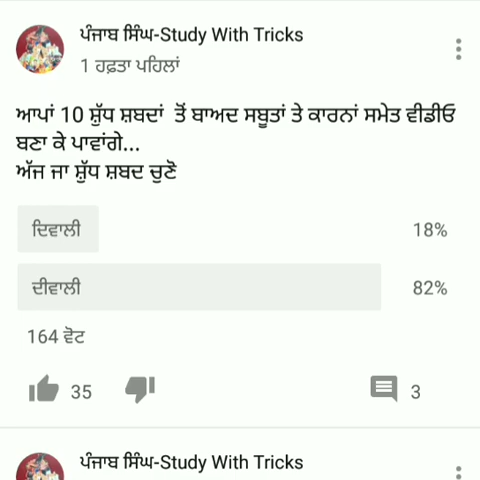 ਪੰਜਾਬ ਸਿੰਘ-Study With Tricks
1 ਹਫ਼ਤਾ ਪਹਿਲਾਂ
ਆਪਾਂ 10 ਸ਼ੁੱਧ ਸ਼ਬਦਾਂ ਤੋਂ ਬਾਅਦ ਸਬੂਤਾਂ ਤੇ ਕਾਰਨਾਂ ਸਮੇਤ ਵੀਡੀਓ
ਬਣਾ ਕੇ ਪਾਵਾਂਗੇ...
ਅੱਜ ਜਾ ਸ਼ੁੱਧ ਸ਼ਬਦ ਚੁਣੋ
ਦਿਵਾਲੀ 18%
ਦੀਵਾਲੀ 82%
164 ਵੋਟ
35 3
ਪੰਜਾਬ ਸਿੰਘ-Study With Tricks